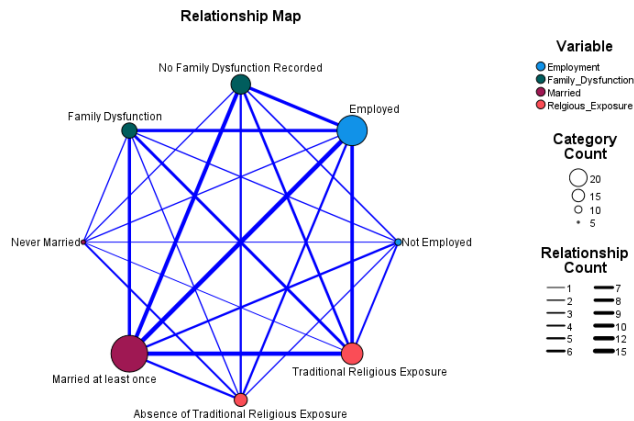 Relationship Map
No Family Dysfunction Recorded
Employed
Family Dysfunction
Never Married
Not Employed
Married at least once
Traditional Religious Exposure
Absence of Traditional Religious Exposure
Variable
Employment
Family_Dysfunction
Married
Relgious_Exposure
Category
Count
20
15
10
5
Relationship
Count
1 7
2 8
3 9
4 10
5 12
6 15